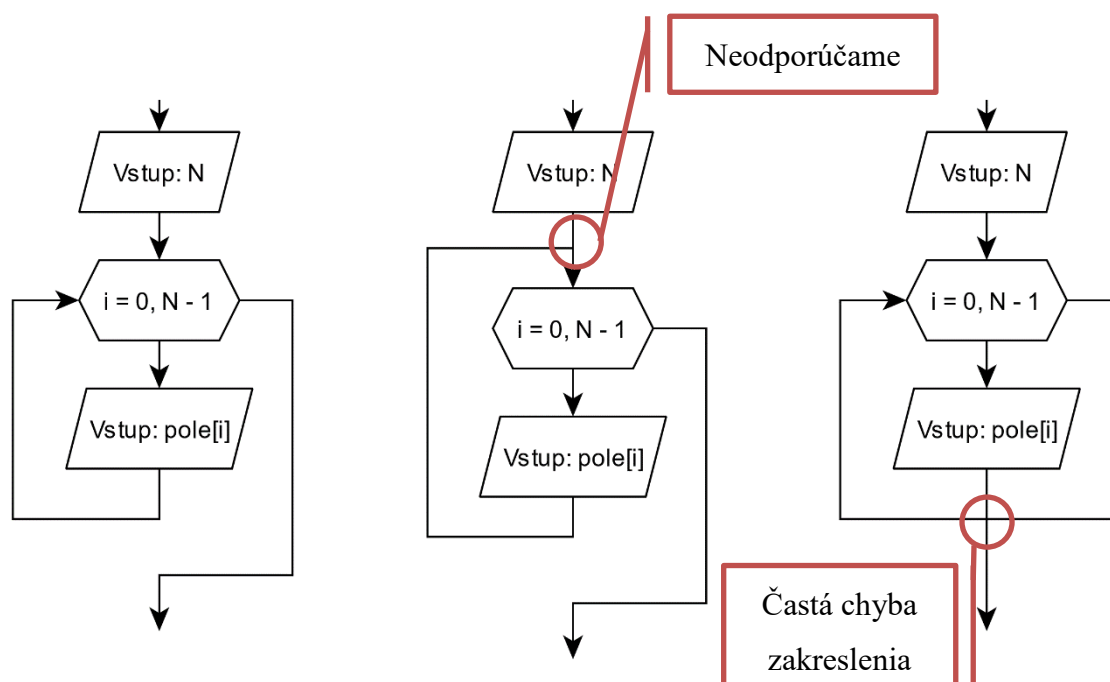 Neodporúčame
Vstup: N
i = 0, N - 1
Vstup: pole[i]
Vstup: N
i = 0, N - 1
Vstup: pole[i]
Vstup: N
i = 0, N - 1
Vstup: pole[i]
Častá chyba
zakreslenia